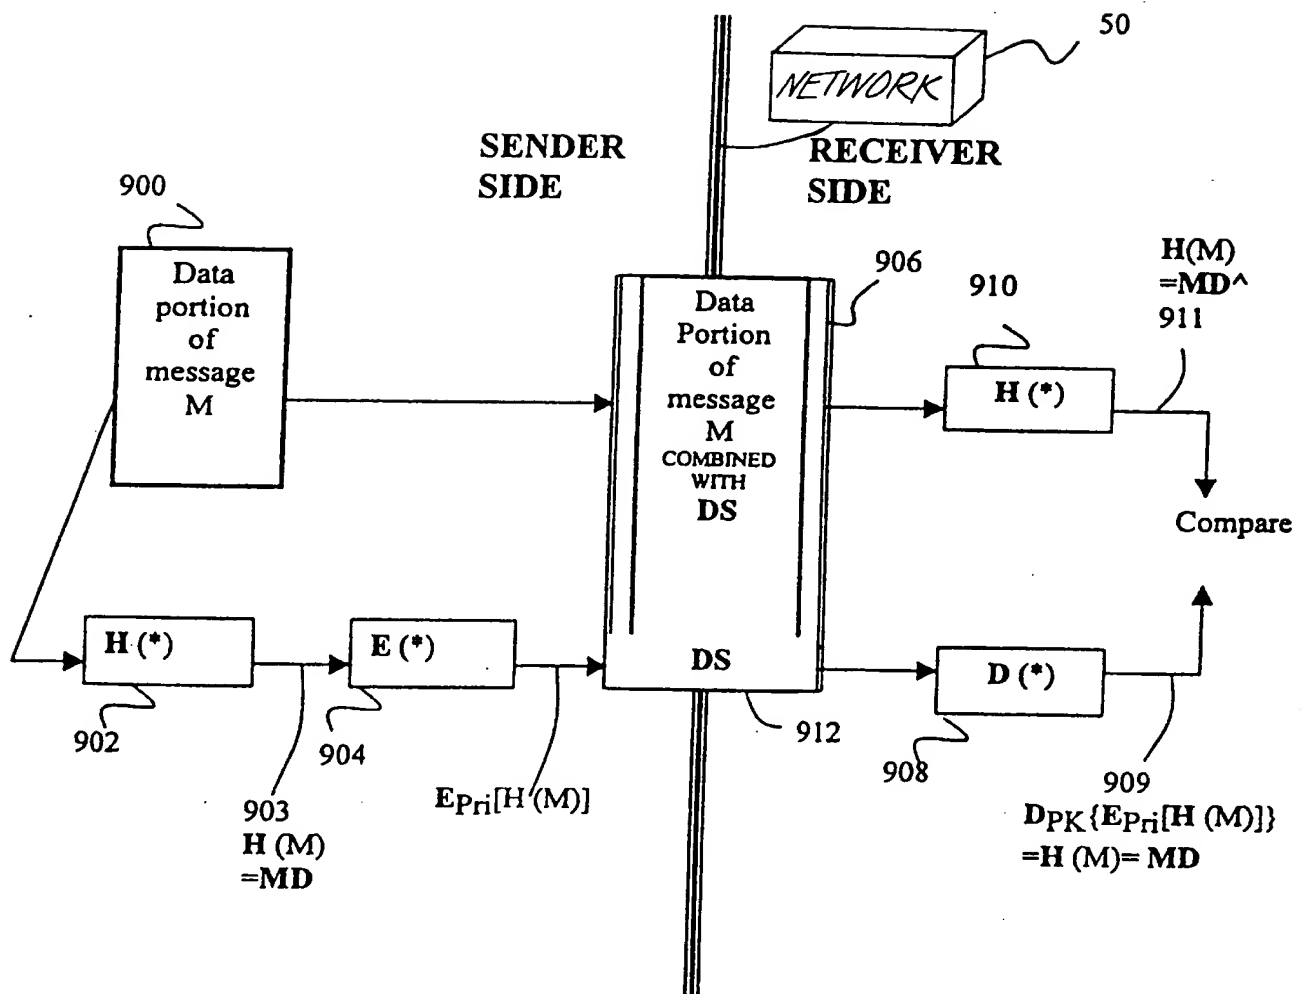 50
NETWORK
SENDER
SIDE
RECEIVER
SIDE
900
Data
portion
of
message
M
Data
Portion
of
message
M
COMBINED
WITH
DS
DS
906
910
H(M)
=MD^
911
H (*)
Compare
H (*)
902
E (*)
904
903
H (M)
=MD
EPri[H (M)]
912
D (*)
908
909
DPK{EPri[H (M)]}
=H (M)= MD